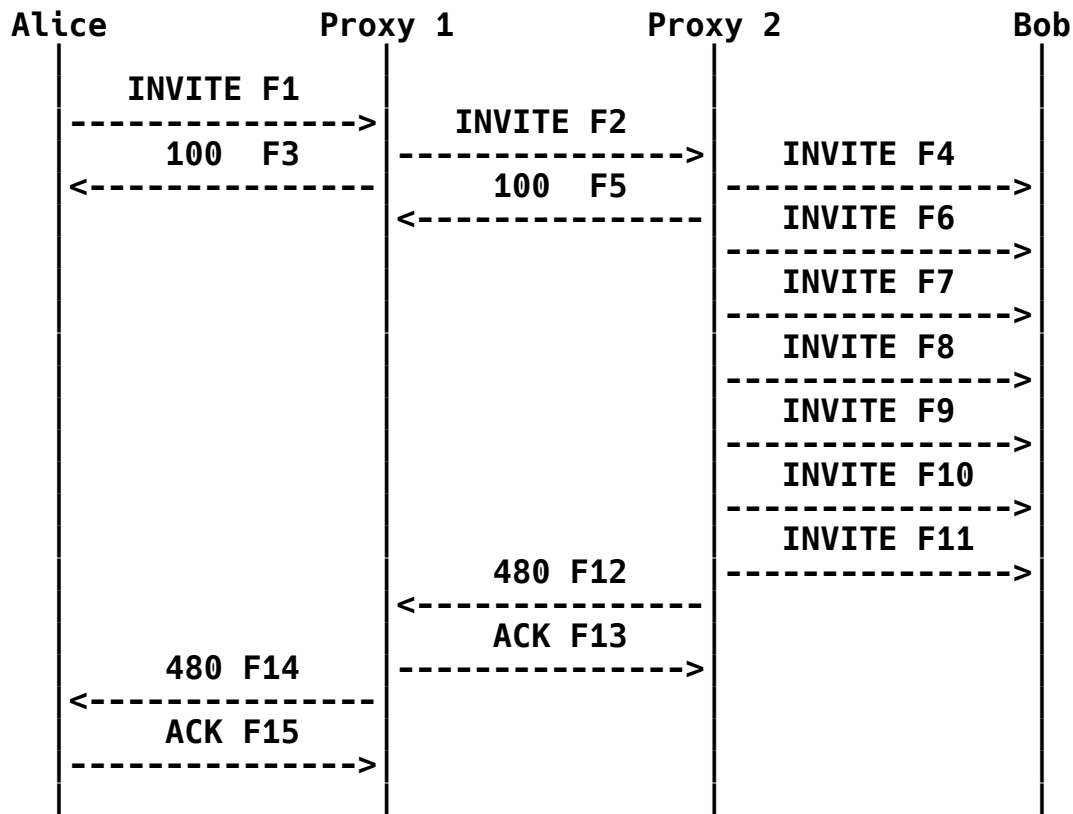 Alice Proxy 1 Proxy 2 Bob
INVITE F1
--------------->
INVITE F2
100 F3
--------------->
INVITE F4
<---------------
100 F5
--------------->
<---------------
INVITE F6
--------------->
INVITE F7
--------------->
INVITE F8
--------------->
INVITE F9
--------------->
INVITE F10
--------------->
INVITE F11
480 F12
--------------->
<---------------
ACK F13
480 F14
--------------->
<---------------
ACK F15
--------------->